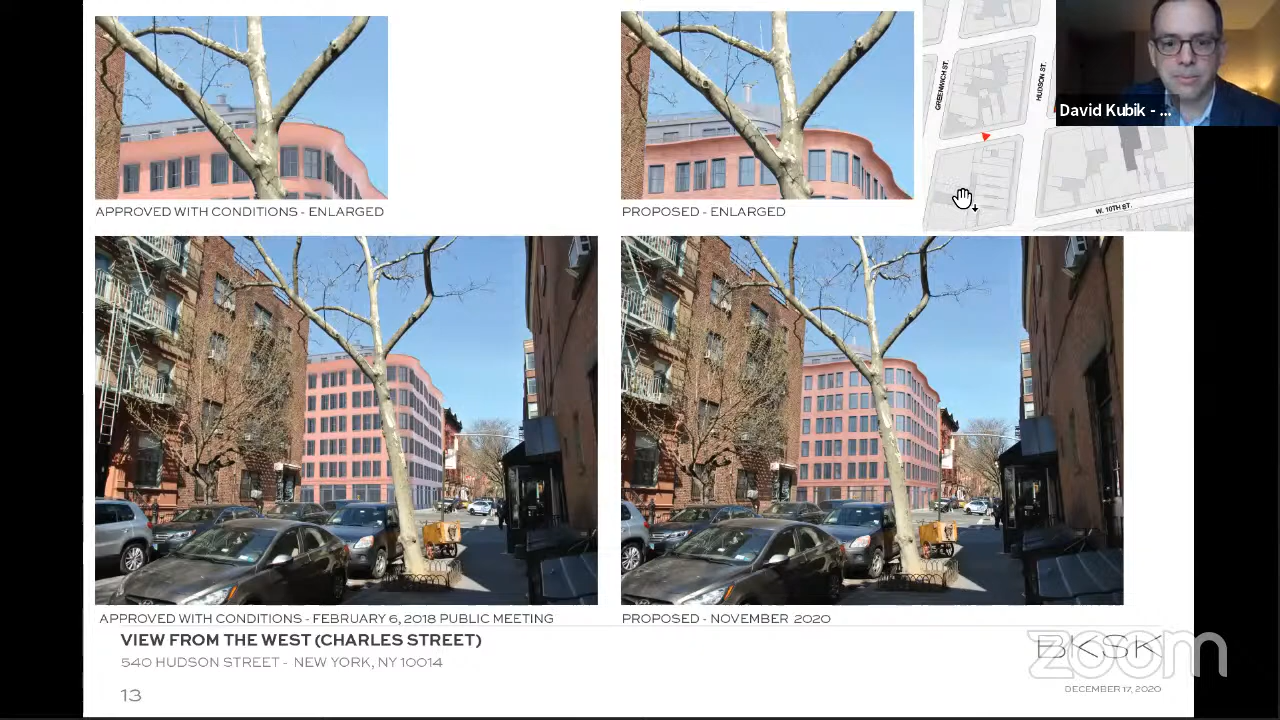 GREENWICH ST.
HUDSON ST.
David Kubik - ...
W. 10TH ST.
APPROVED WITH CONDITIONS - ENLARGED
PROPOSED - ENLARGED
APPROVED WITH CONDITIONS - FEBRUARY 6, 2018 PUBLIC MEETING
PROPOSED - NOVEMBER 2020
VIEW FROM THE WEST (CHARLES STREET)
540 HUDSON STREET - NEW YORK, NY 10014
BKSK
zoom
13
DECEMBER 17, 2020